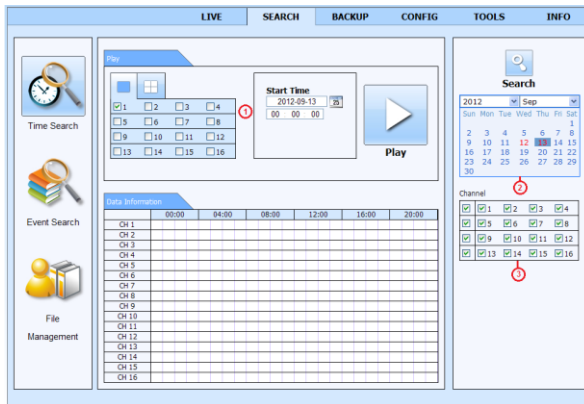 LIVE SEARCH BACKUP CONFIG TOOLS INFO
Time Search
Event Search
File
Management
Play
1 2 3 4
5 6 7 8
9 10 11 12
13 14 15 16
1
Start Time
2012-09-13
00 00 00
Play
Data Information
00:00 04:00 08:00 12:00 16:00 20:00
CH 1
CH 2
CH 3
CH 4
CH 5
CH 6
CH 7
CH 8
CH 9
CH 10
CH 11
CH 12
CH 13
CH 14
CH 15
CH 16
Search
2012 Sep
Sun Mon Tue Wed Thu Fri Sat
1
2 3 4 5 6 7 8
9 10 11 12 13 14 15
16 17 18 19 20 21 22
23 24 25 26 27 28 29
30
2
Channel
1 2 3 4
5 6 7 8
9 10 11 12
13 14 15 16
3